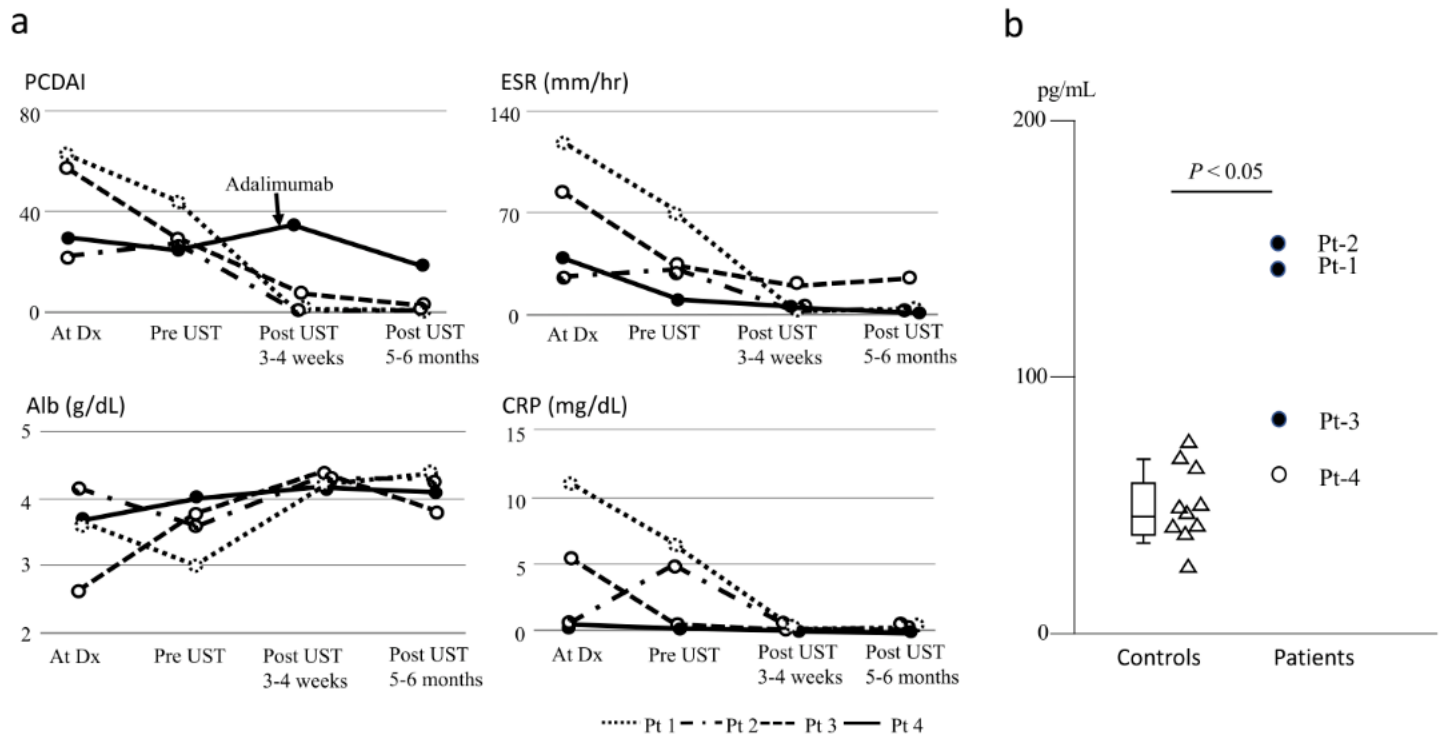 a
PCDAI
80
40
0
Adalimumab
At Dx
Pre UST
Post UST
3-4 weeks
Post UST
5-6 months
ESR (mm/hr)
140
70
0
At Dx
Pre UST
Post UST
3-4 weeks
Post UST
5-6 months
Alb (g/dL)
5
4
3
2
At Dx
Pre UST
Post UST
3-4 weeks
Post UST
5-6 months
CRP (mg/dL)
15
10
5
0
At Dx
Pre UST
Post UST
3-4 weeks
Post UST
5-6 months
Pt 1 Pt 2 Pt 3 Pt 4
b
pg/mL
200
100
0
P < 0.05
Pt-2
Pt-1
Pt-3
Pt-4
Controls
Patients